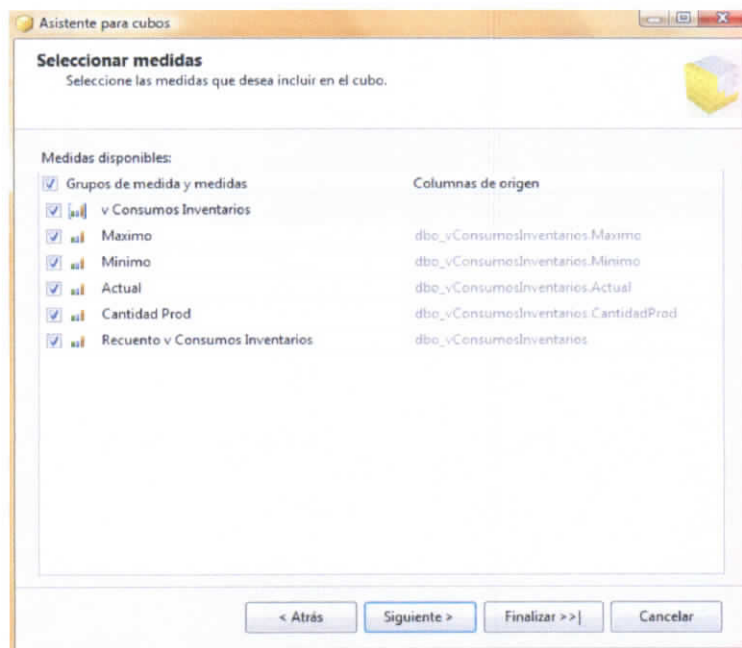 Asistente para cubos
Seleccionar medidas
Seleccione las medidas que desea incluir en el cubo.
Medidas disponibles:
Grupos de medida y medidas Columnas de origen
v Consumos Inventarios
Maximo dbo_vConsumosInventarios.Maximo
Minimo dbo_vConsumosInventarios.Minimo
Actual dbo_vConsumosInventarios.Actual
Cantidad Prod dbo_vConsumosInventarios.CantidadProd
Recuento v Consumos Inventarios dbo_vConsumosInventarios
< Atrás Siguiente > Finalizar >>| Cancelar